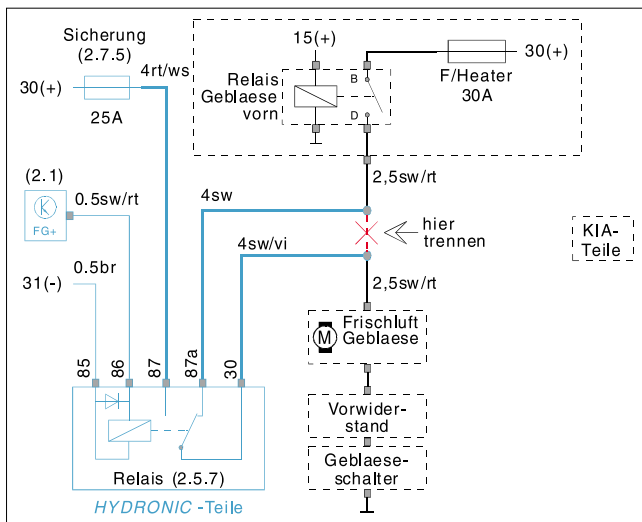 Sicherung
(2.7.5)
4rt/ws
30(+)
25A
15(+)
30(+)
F/Heater
30A
Relais
Geblaese
vorn
B
D
2,5sw/rt
(2.1)
0.5sw/rt
FG+
4sw
hier
trennen
KIA-
Teile
4sw/vi
0.5br
31(-)
2,5sw/rt
Frischluft
Geblaese
M
85
86
87
87a
30
Vorwider-
stand
Geblaese-
schalter
Relais (2.5.7)
HYDRONIC -Teile